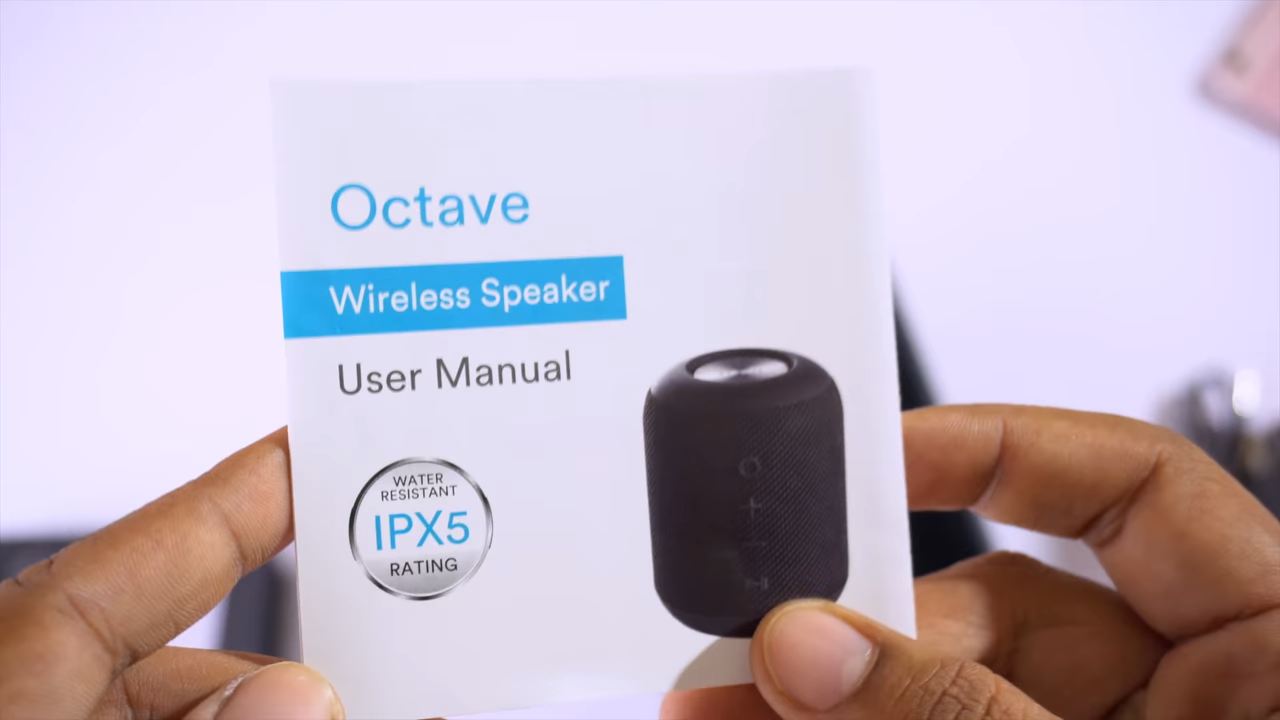 Octave
Wireless Speaker
User Manual
WATER
RESISTANT
IPX5
RATING